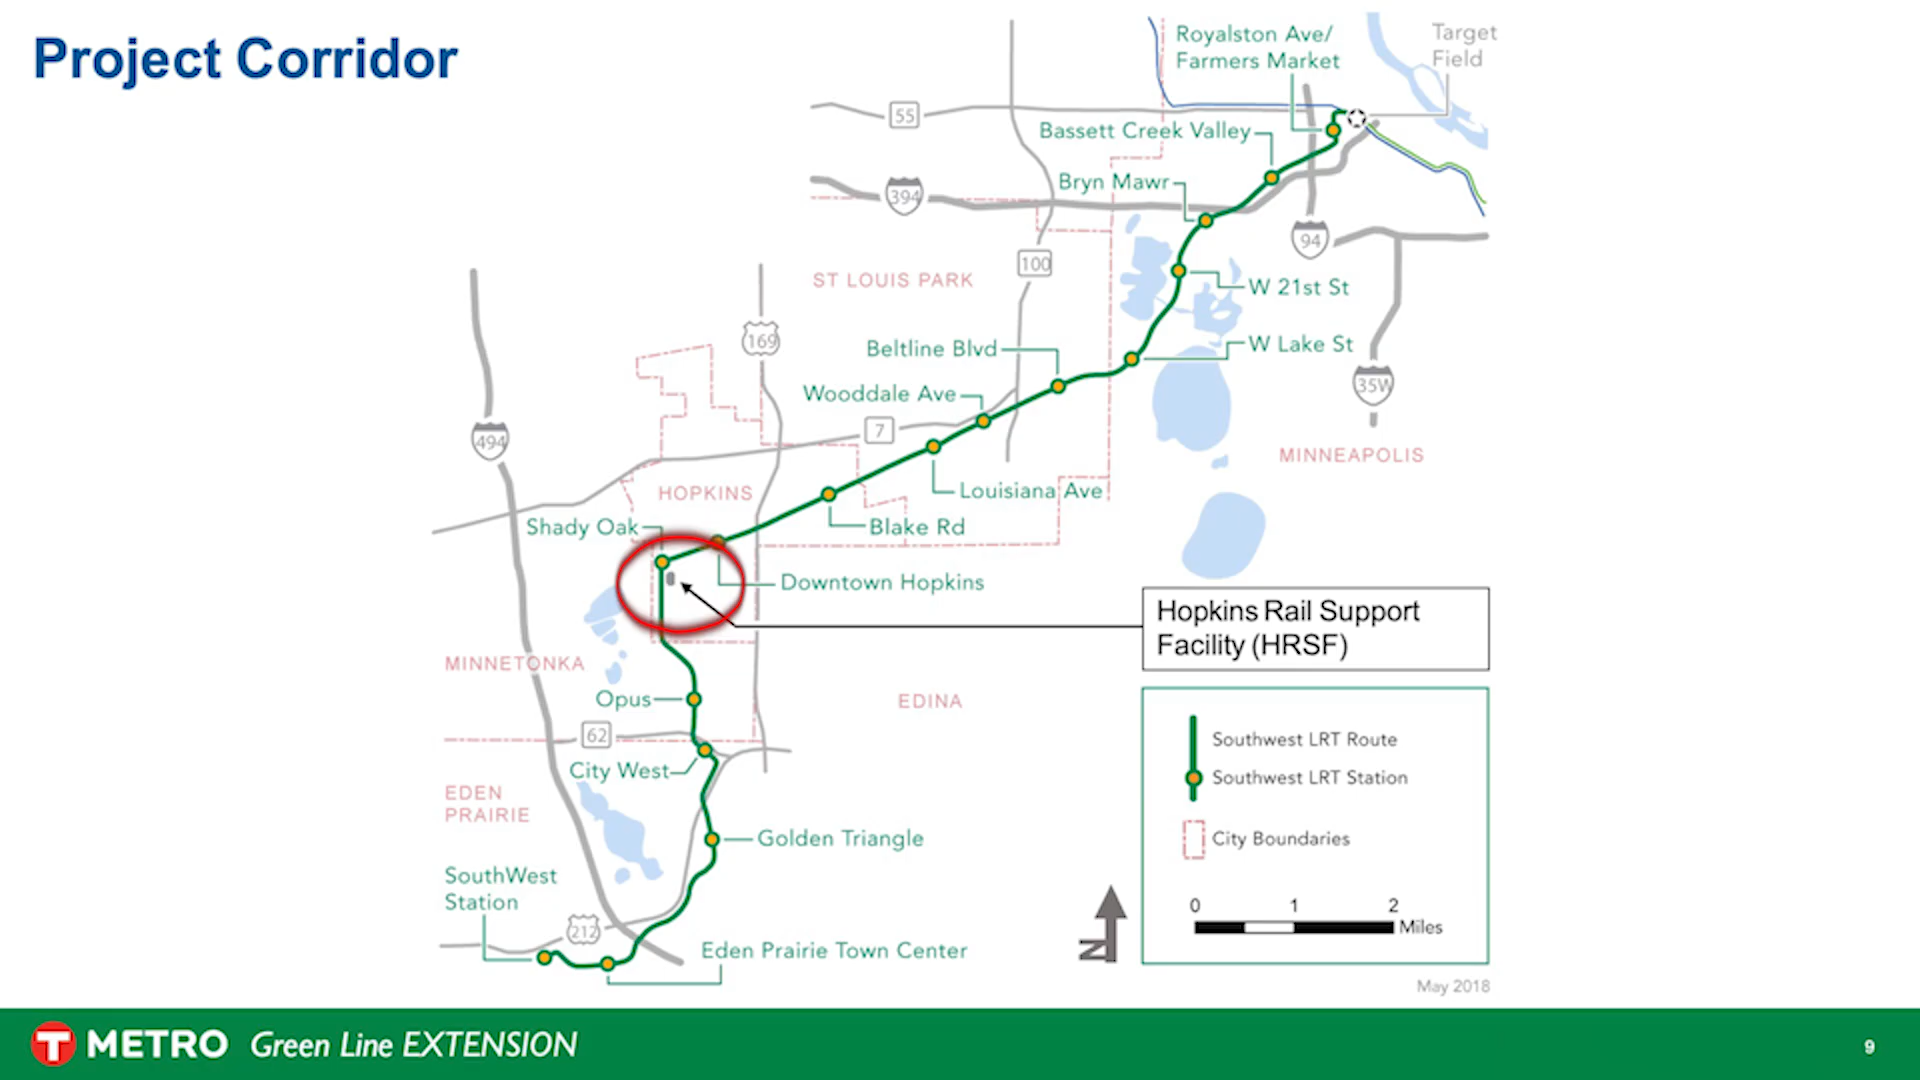 Project Corridor
Royalston Ave/
Farmers Market
Target
Field
55
Bassett Creek Valley
Bryn Mawr
394
94
100
ST LOUIS PARK
W 21st St
169
Beltline Blvd
W Lake St
35W
Wooddale Ave
7
494
MINNEAPOLIS
HOPKINS
Louisiana Ave
Shady Oak
Blake Rd
Downtown Hopkins
Hopkins Rail Support
Facility (HRSF)
MINNETONKA
Opus
EDINA
62
City West
Southwest LRT Route
Southwest LRT Station
EDEN
PRAIRIE
Golden Triangle
City Boundaries
SouthWest
Station
212
Eden Prairie Town Center
N
0 1 2
Miles
May 2018
T METRO Green Line EXTENSION
9